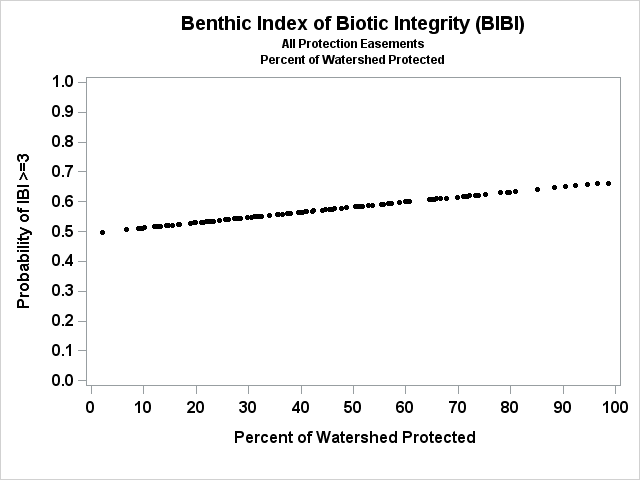 Benthic Index of Biotic Integrity (BIBI)
All Protection Easements
Percent of Watershed Protected
Probability of IBI >=3
1.0
0.9
0.8
0.7
0.6
0.5
0.4
0.3
0.2
0.1
0.0
0 10 20 30 40 50 60 70 80 90 100
Percent of Watershed Protected